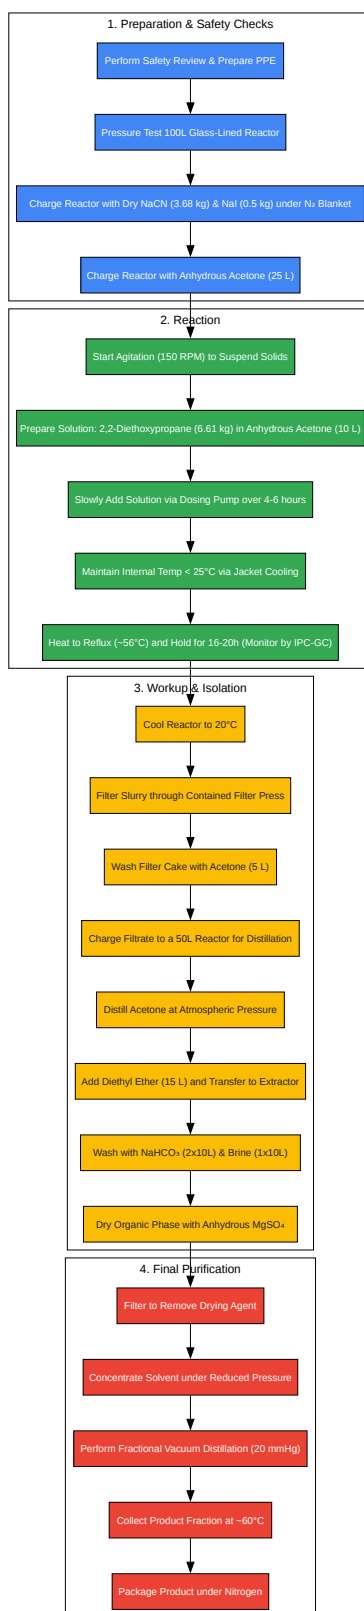 1. Preparation & Safety Checks
Perform Safety Review & Prepare PPE
Pressure Test 100L Glass-Lined Reactor
Charge Reactor with Dry NaCN (3.68 kg) & NaI (0.5 kg) under N₂ Blanket
Charge Reactor with Anhydrous Acetone (25 L)
2. Reaction
Start Agitation (150 RPM) to Suspend Solids
Prepare Solution: 2,2-Diethoxypropane (6.61 kg) in Anhydrous Acetone (10 L)
Slowly Add Solution via Dosing Pump over 4-6 hours
Maintain Internal Temp < 25°C via Jacket Cooling
Heat to Reflux (~56°C) and Hold for 16-20h (Monitor by IPC-GC)
3. Workup & Isolation
Cool Reactor to 20°C
Filter Slurry through Contained Filter Press
Wash Filter Cake with Acetone (5 L)
Charge Filtrate to a 50L Reactor for Distillation
Distill Acetone at Atmospheric Pressure
Add Diethyl Ether (15 L) and Transfer to Extractor
Wash with NaHCO₃ (2x10L) & Brine (1x10L)
Dry Organic Phase with Anhydrous MgSO₄
4. Final Purification
Filter to Remove Drying Agent
Concentrate Solvent under Reduced Pressure
Perform Fractional Vacuum Distillation (20 mmHg)
Collect Product Fraction at ~60°C
Package Product under Nitrogen